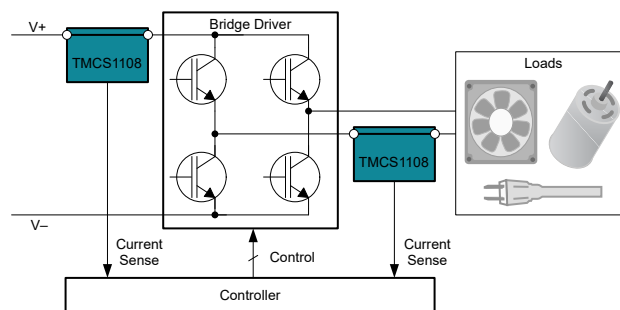 V+
Bridge Driver
TMCS1108
Loads
TMCS1108
V–
Current
Sense
Control
Current
Sense
Controller